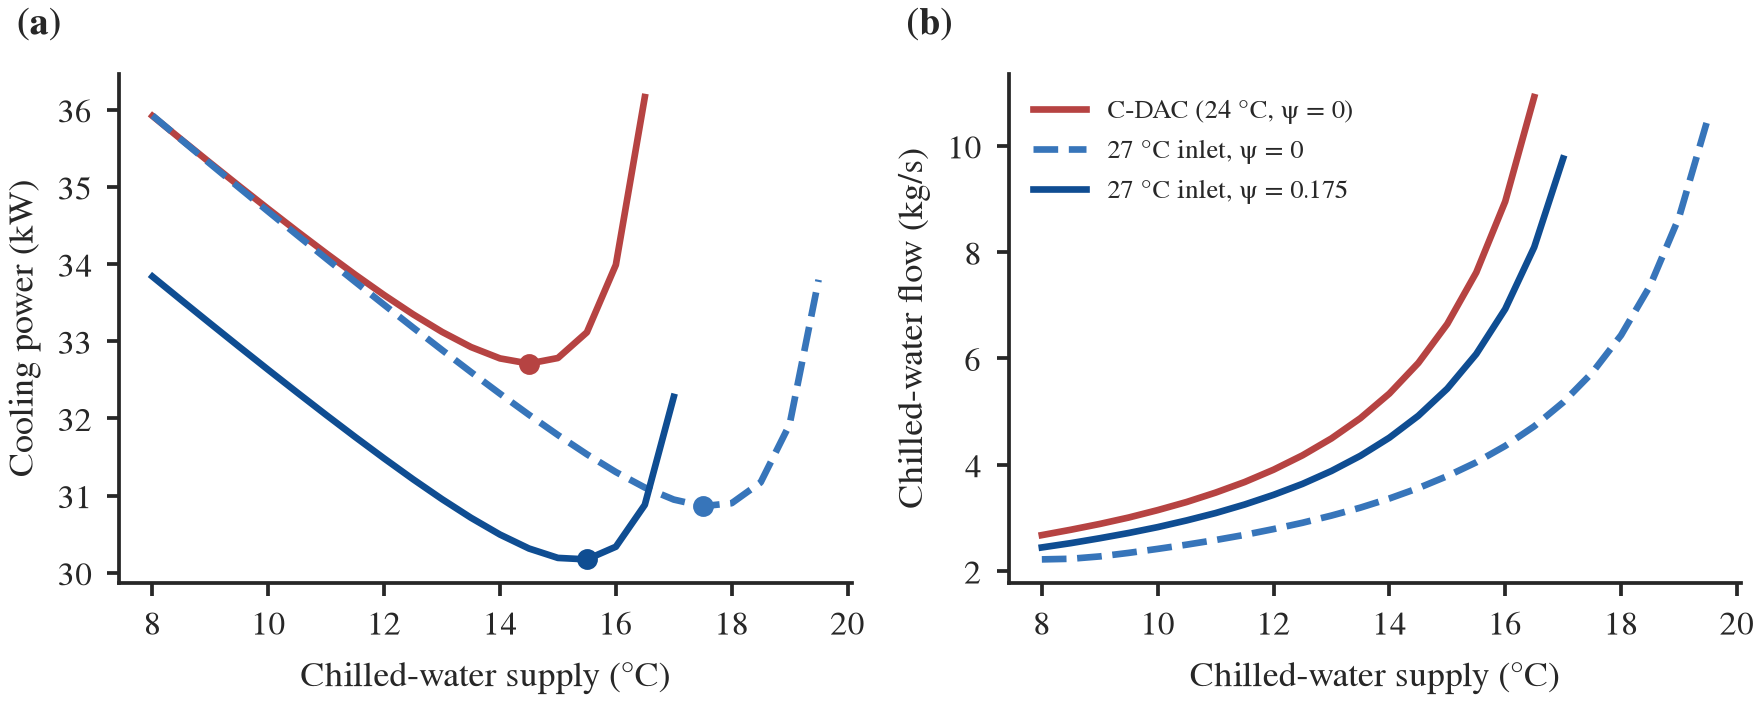 (a)
Cooling power (kW)
36
35
34
33
32
31
30
8 10 12 14 16 18 20
Chilled-water supply (°C)
(b)
Chilled-water flow (kg/s)
C-DAC (24 °C, ψ = 0)
27 °C inlet, ψ = 0
27 °C inlet, ψ = 0.175
10
8
6
4
2
8 10 12 14 16 18 20
Chilled-water supply (°C)